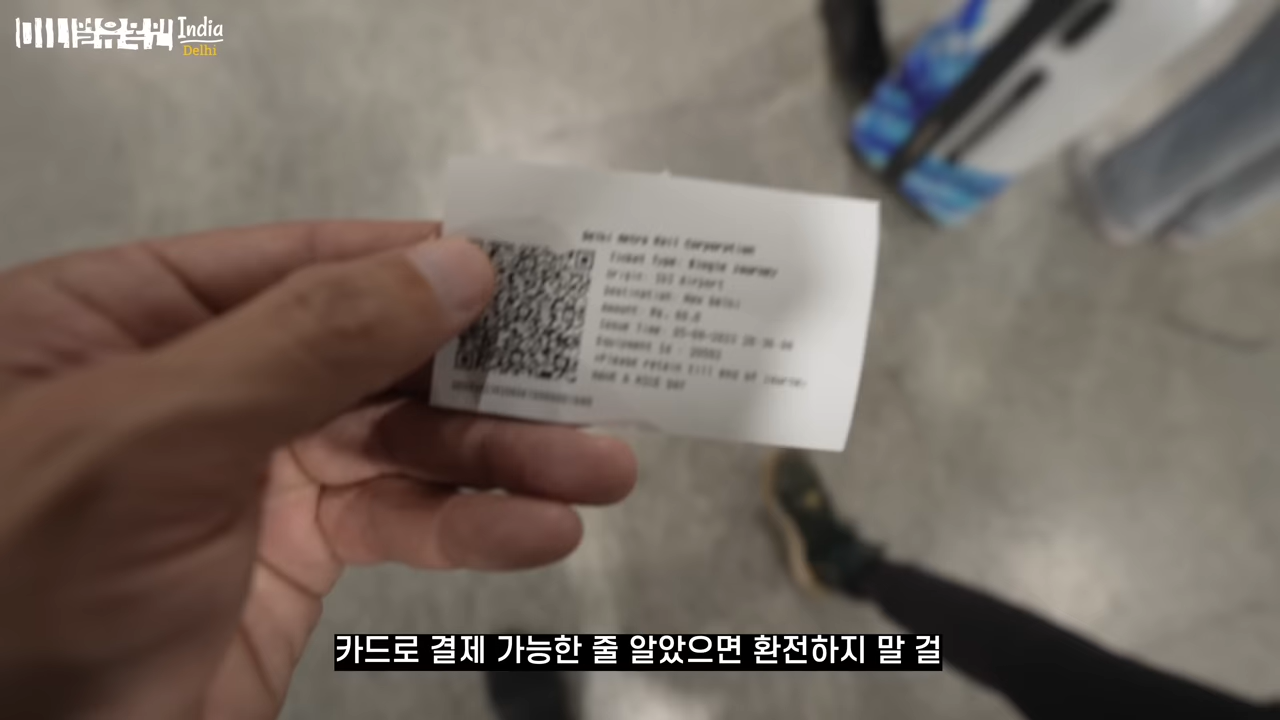 India
Delhi
Delhi Metro Rail Corporation
Ticket Type: Single Journey
Origin: IGI Airport
Destination: New Delhi
Amount: Rs. 60.0
Issue Time:
Equipment Id :
*Please retain till end of journey
HAVE A NICE DAY
카드로 결제 가능한 줄 알았으면 환전하지 말 걸